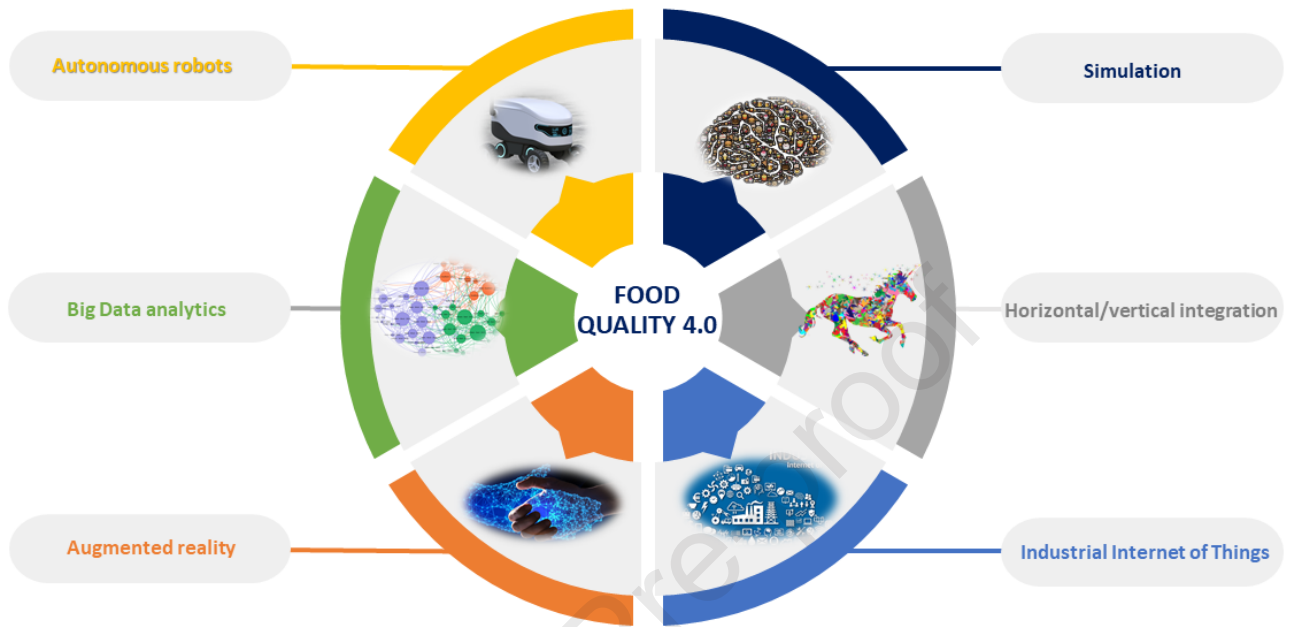 Autonomous robots
Simulation
Big Data analytics
FOOD
QUALITY 4.0
Horizontal/vertical integration
Augmented reality
Industrial Internet of Things